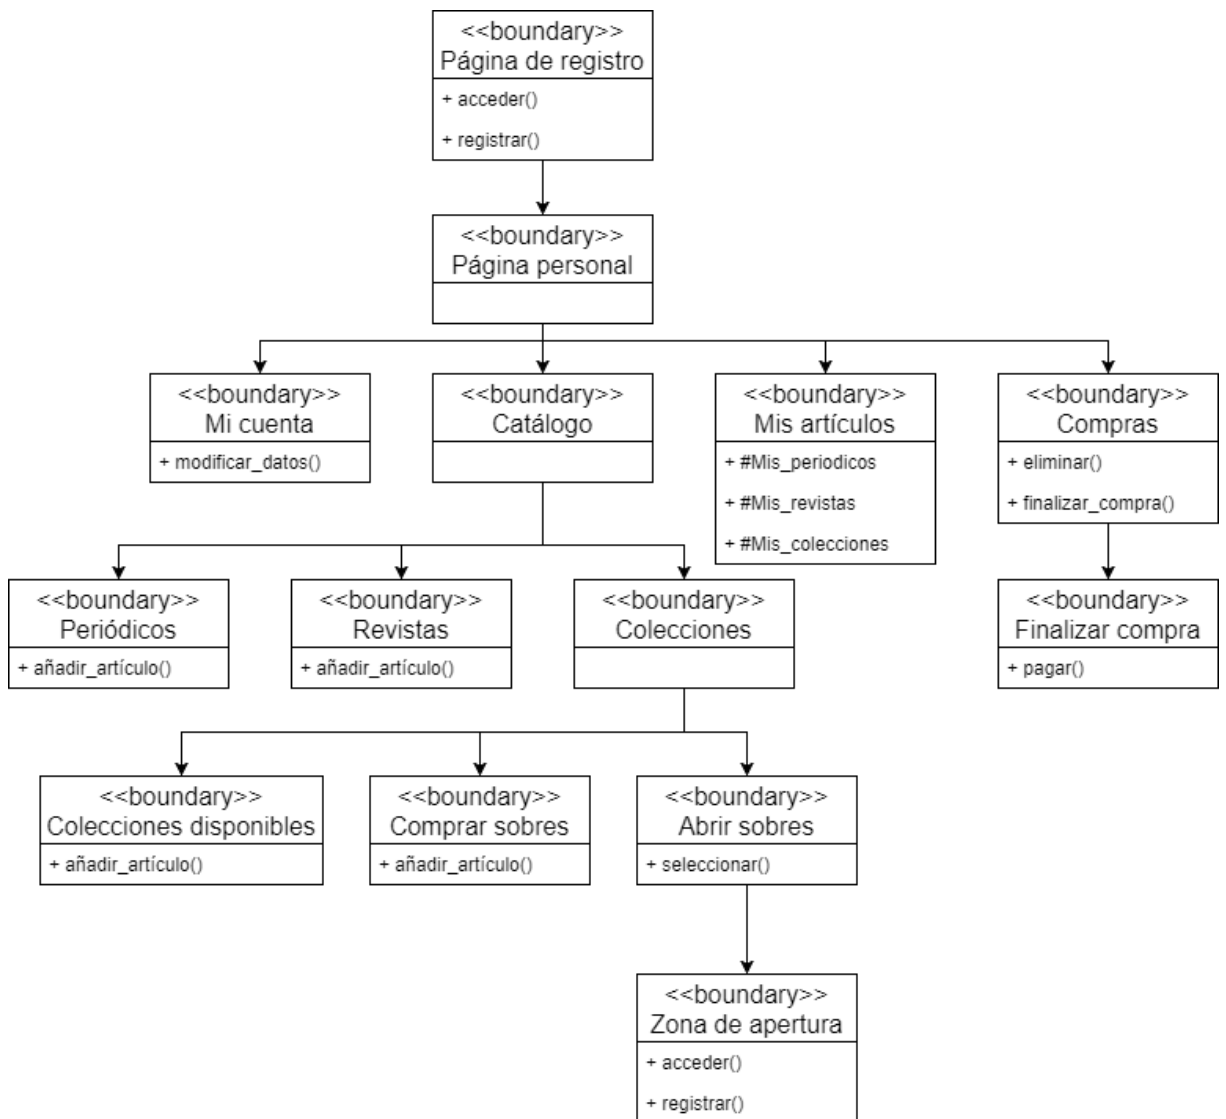 <<boundary>>
Página de registro
+ acceder()
+ registrar()
<<boundary>>
Página personal
<<boundary>>
Mi cuenta
+ modificar_datos()
<<boundary>>
Catálogo
<<boundary>>
Mis artículos
+ #Mis_periodicos
+ #Mis_revistas
+ #Mis_colecciones
<<boundary>>
Compras
+ eliminar()
+ finalizar_compra()
<<boundary>>
Periódicos
+ añadir_artículo()
<<boundary>>
Revistas
+ añadir_artículo()
<<boundary>>
Colecciones
<<boundary>>
Finalizar compra
+ pagar()
<<boundary>>
Colecciones disponibles
+ añadir_artículo()
<<boundary>>
Comprar sobres
+ añadir_artículo()
<<boundary>>
Abrir sobres
+ seleccionar()
<<boundary>>
Zona de apertura
+ acceder()
+ registrar()